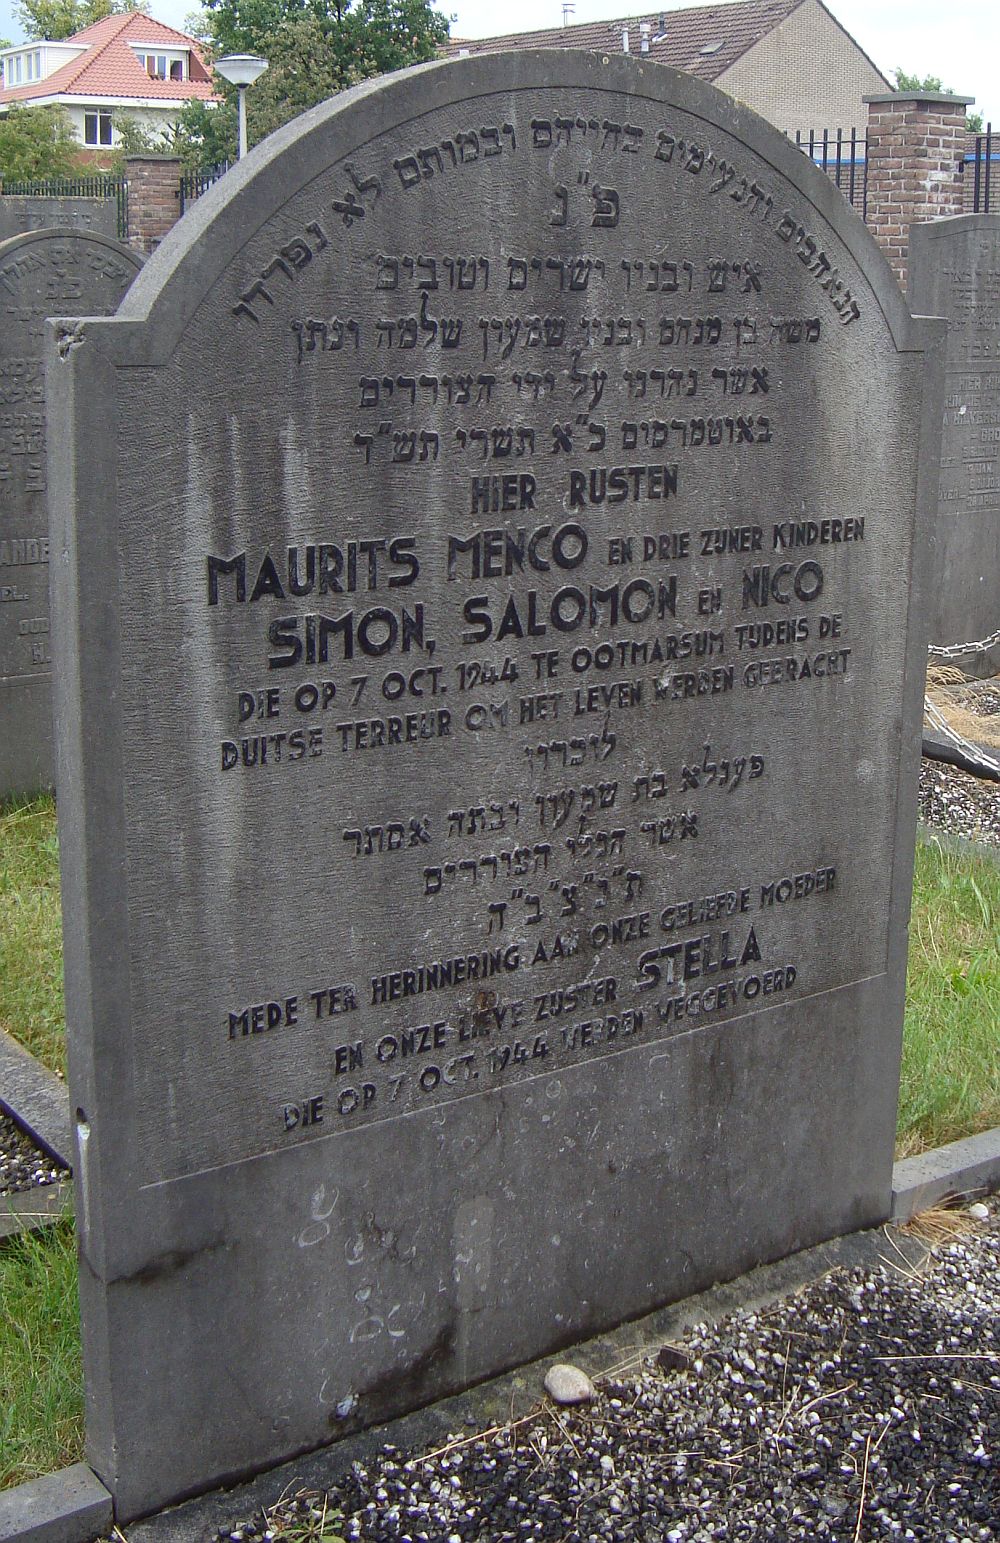 הנאהבים והנעימים בחייהם ובמותם לא נפרדו
פ״נ
איש ובניו ישרים וטובים
משה בן מנחם ובניו שמעון שלמה ונתן
אשר נהרגו על ידי הצוררים
באוטמרסים כ״א תשרי תש״ך
HIER RUSTEN
MAURITS MENCO EN DRIE ZIJNER KINDEREN
SIMON, SALOMON EN NICO
DIE OP 7 OCT. 1944 TE OOTMARSUM TIJDENS DE
DUITSE TERREUR OM HET LEVEN WERDEN GEBRACHT
לזכרון
פעגלא בת שמעון ובתה אסתר
אשר הגלו הצוררים
ת״נ״צ״ב״ה
MEDE TER HERINNERING AAN ONZE GELIEFDE MOEDER
EN ONZE LIEVE ZUSTER STELLA
DIE OP 7 OCT. 1944 WERDEN WEGGEVOERD